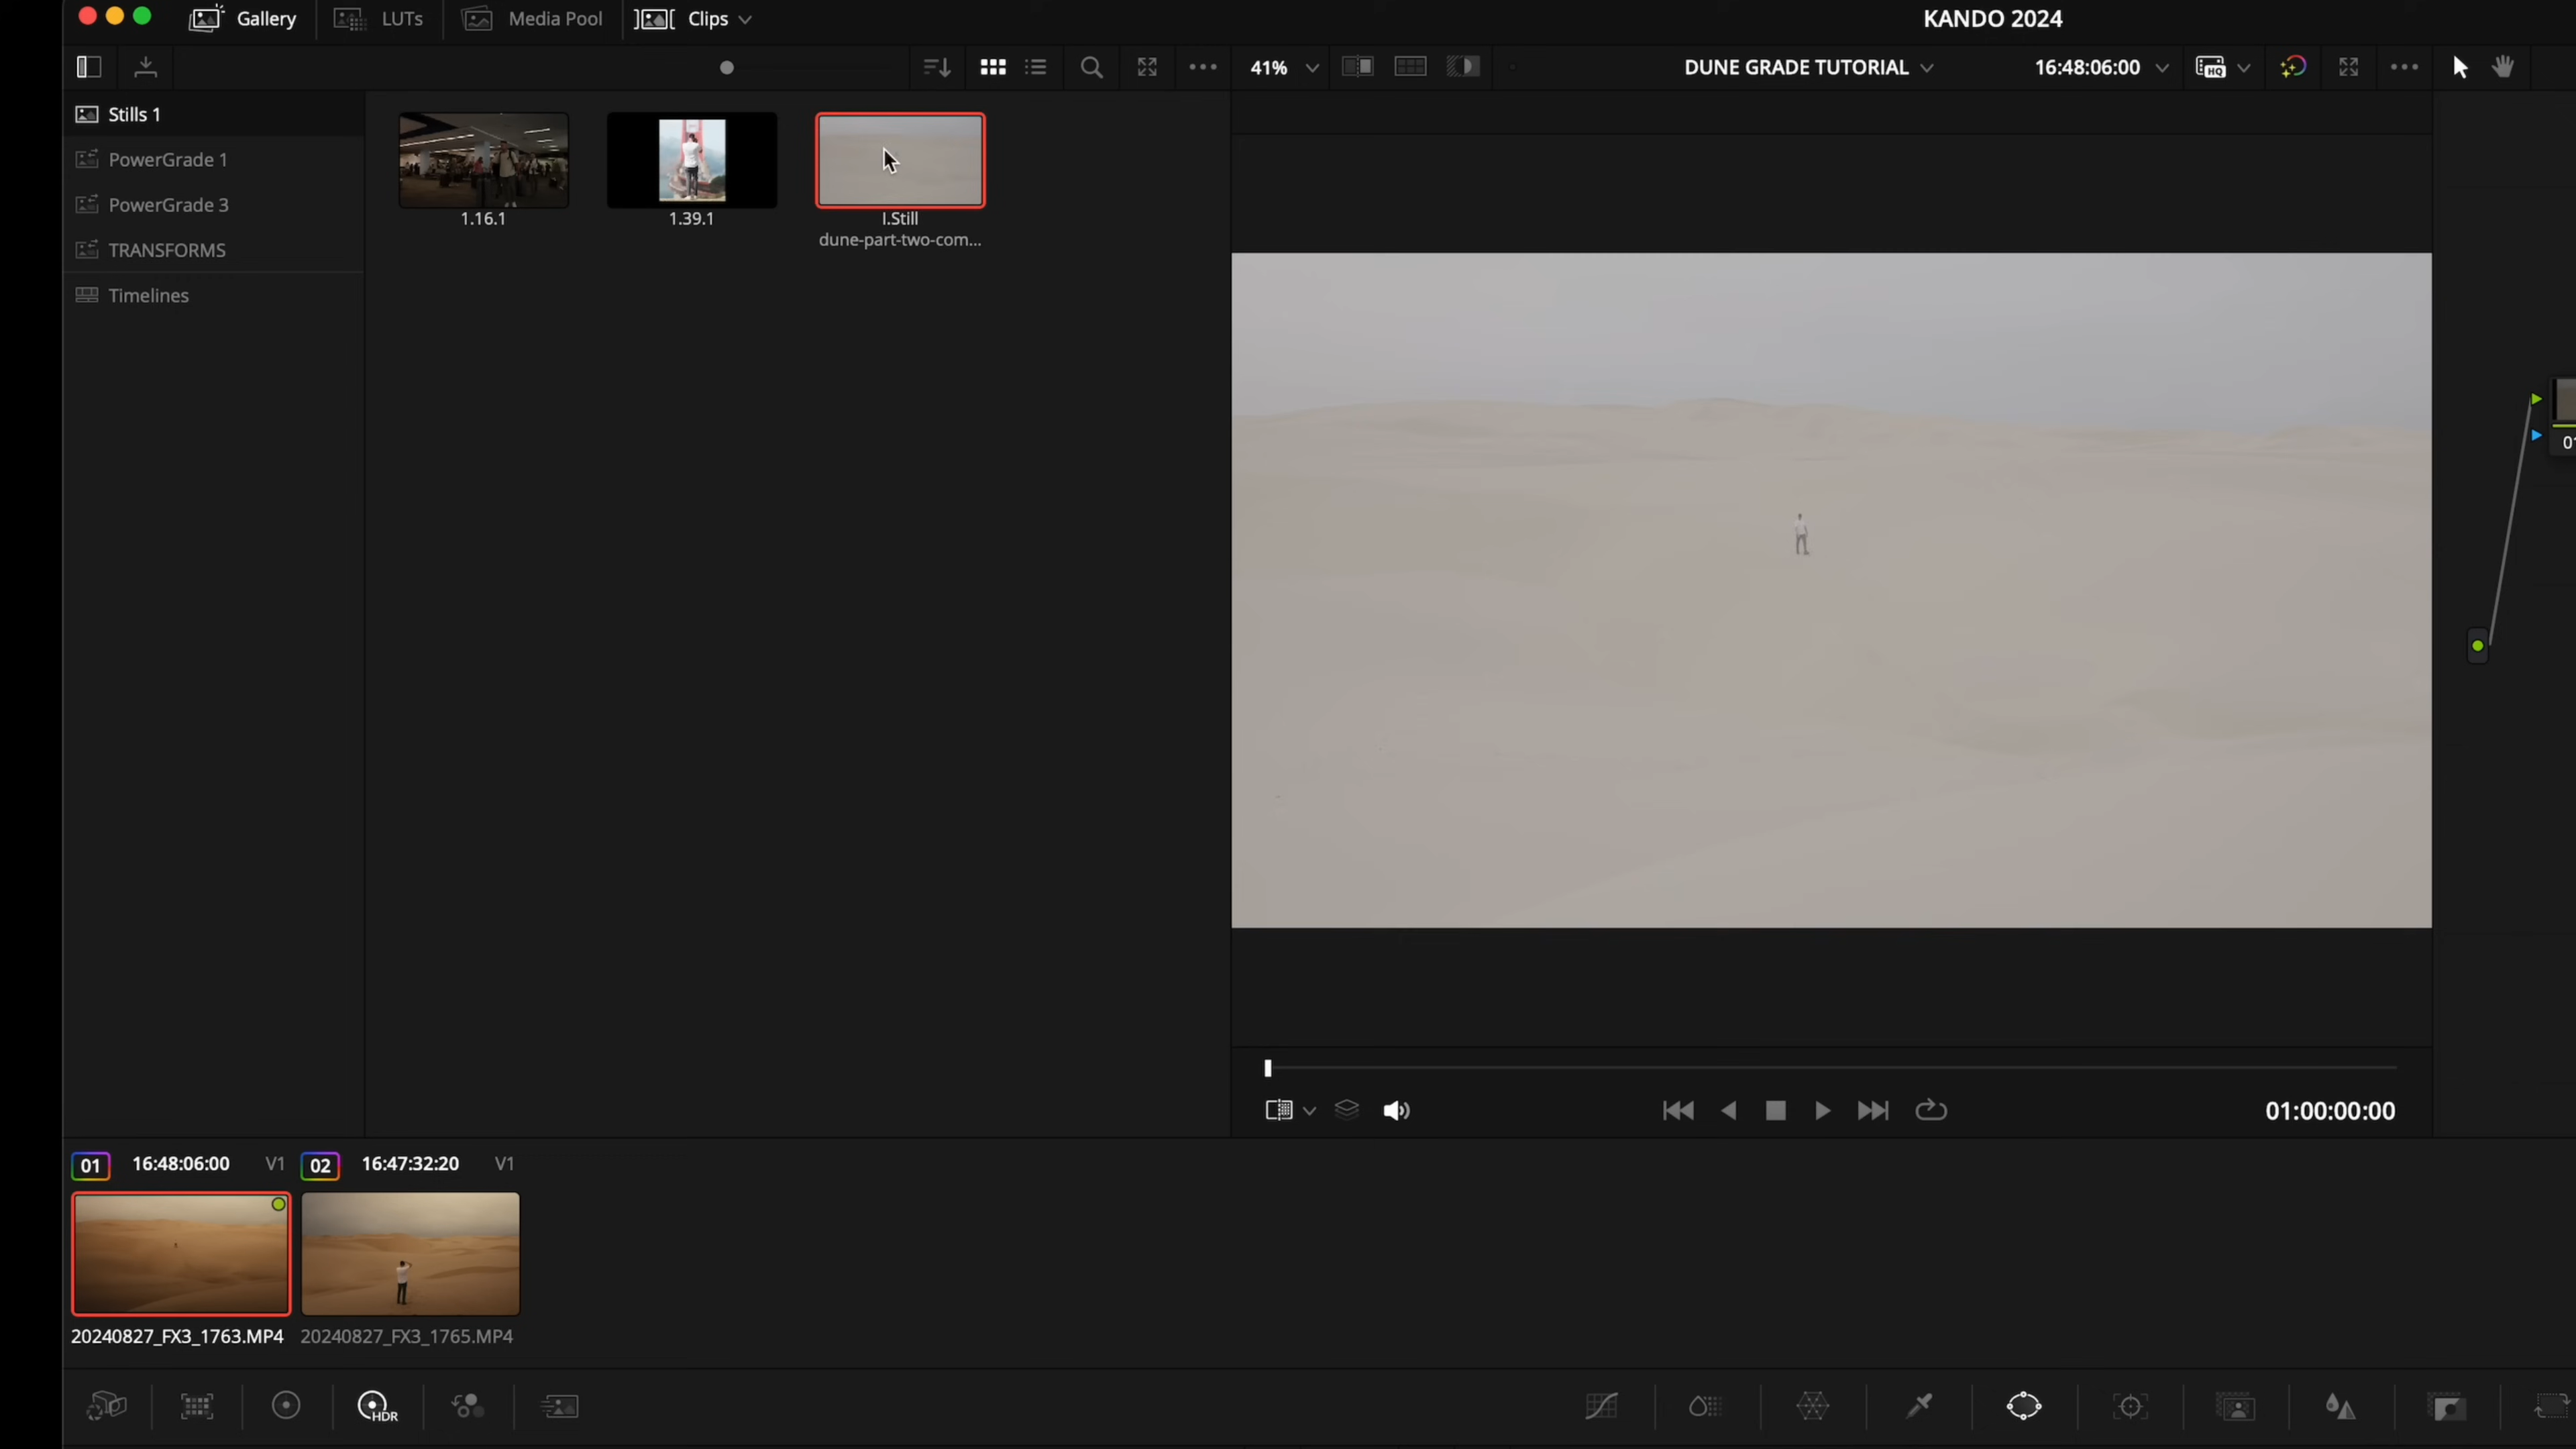 Gallery LUTs Media Pool Clips KANDO 2024
41% DUNE GRADE TUTORIAL 16:48:06:00 HQ
Stills 1
PowerGrade 1
PowerGrade 3
TRANSFORMS
Timelines
1.16.1 1.39.1 I.Still
dune-part-two-com...
01:00:00:00
01 16:48:06:00 V1 02 16:47:32:20 V1
20240827_FX3_1763.MP4 20240827_FX3_1765.MP4
HDR